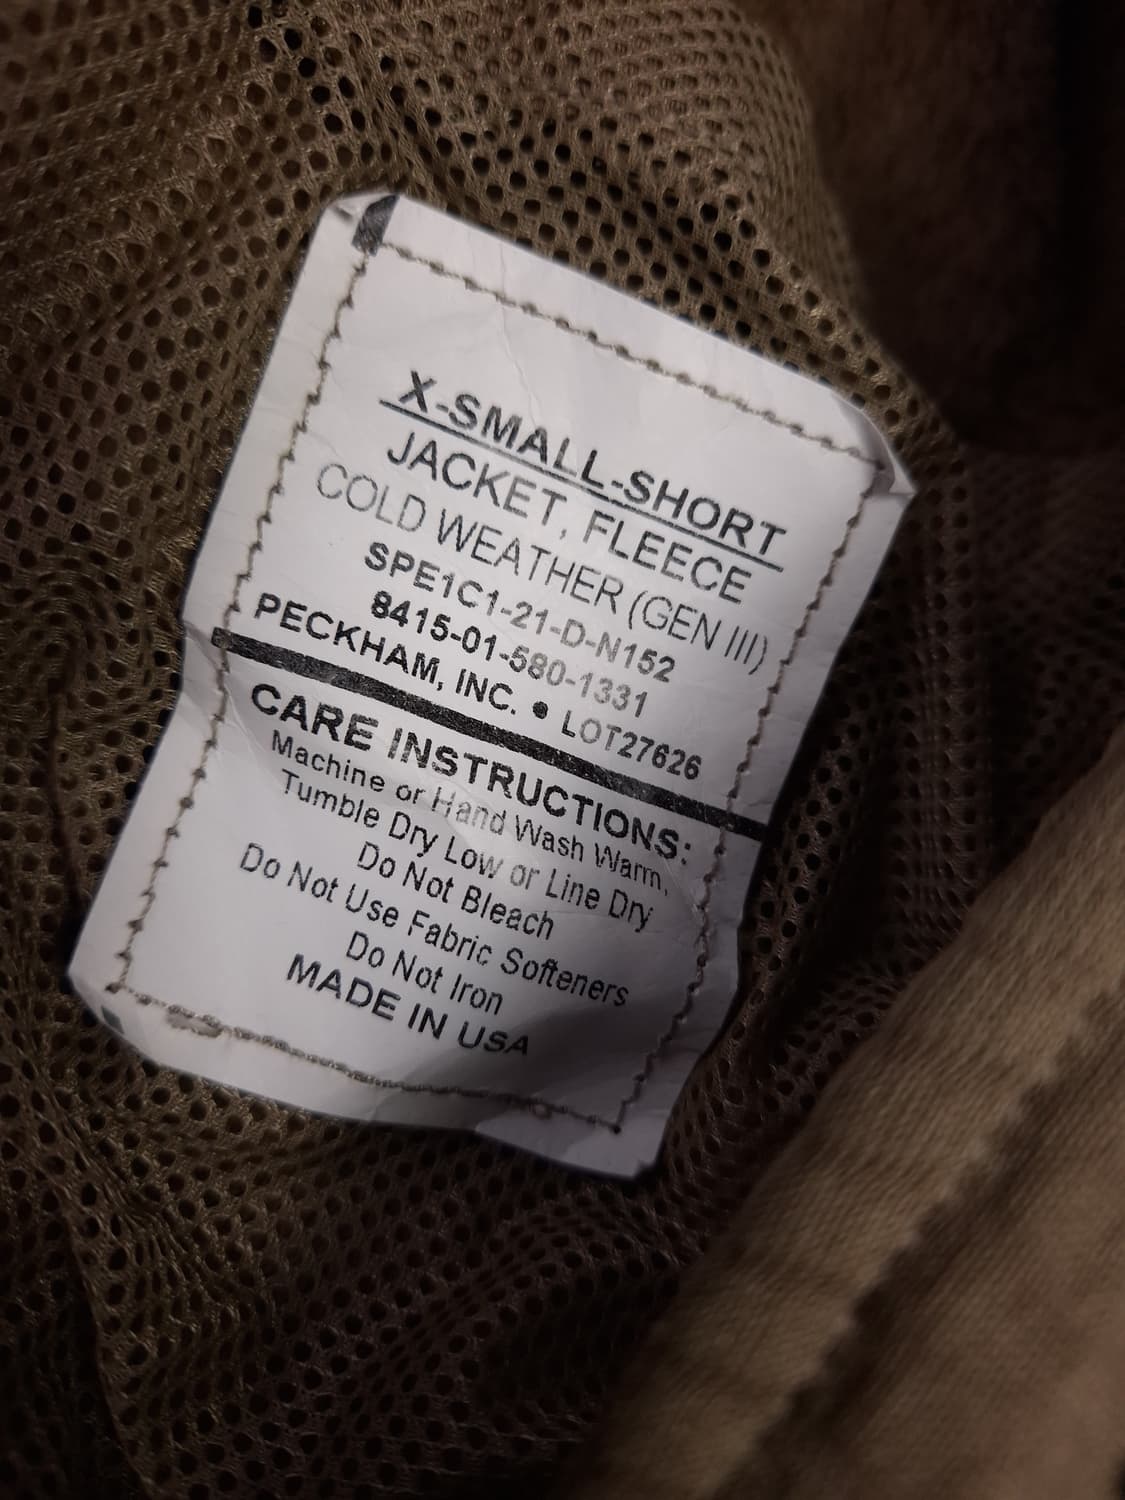 X-SMALL-SHORT
JACKET, FLEECE
COLD WEATHER (GEN III)
SPE1C1-21-D-N152
8415-01-580-1331
PECKHAM, INC. • LOT27626
CARE INSTRUCTIONS:
Machine or Hand Wash Warm,
Tumble Dry Low or Line Dry
Do Not Bleach
Do Not Use Fabric Softeners
Do Not Iron
MADE IN USA